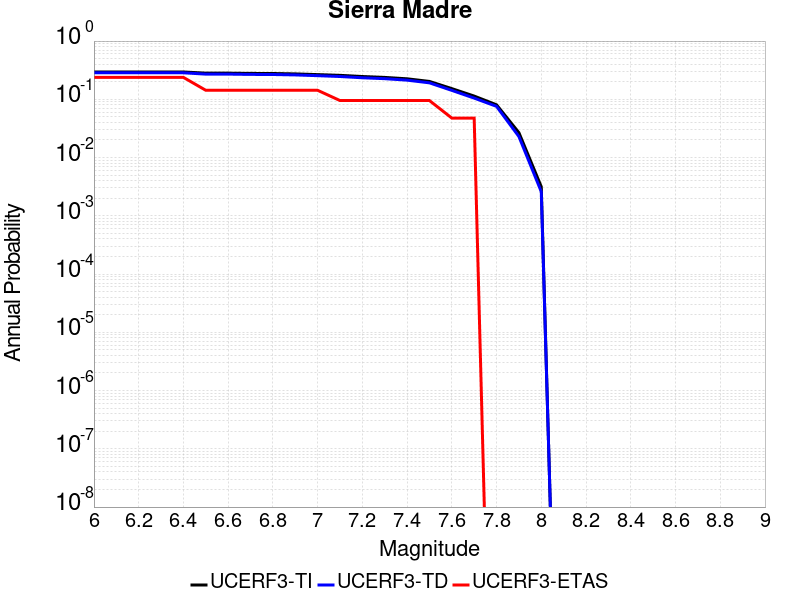 Sierra Madre
10^0
10^-1
10^-2
10^-3
10^-4
10^-5
10^-6
10^-7
10^-8
Annual Probability
6 6.2 6.4 6.6 6.8 7 7.2 7.4 7.6 7.8 8 8.2 8.4 8.6 8.8 9
Magnitude
UCERF3-TI UCERF3-TD UCERF3-ETAS